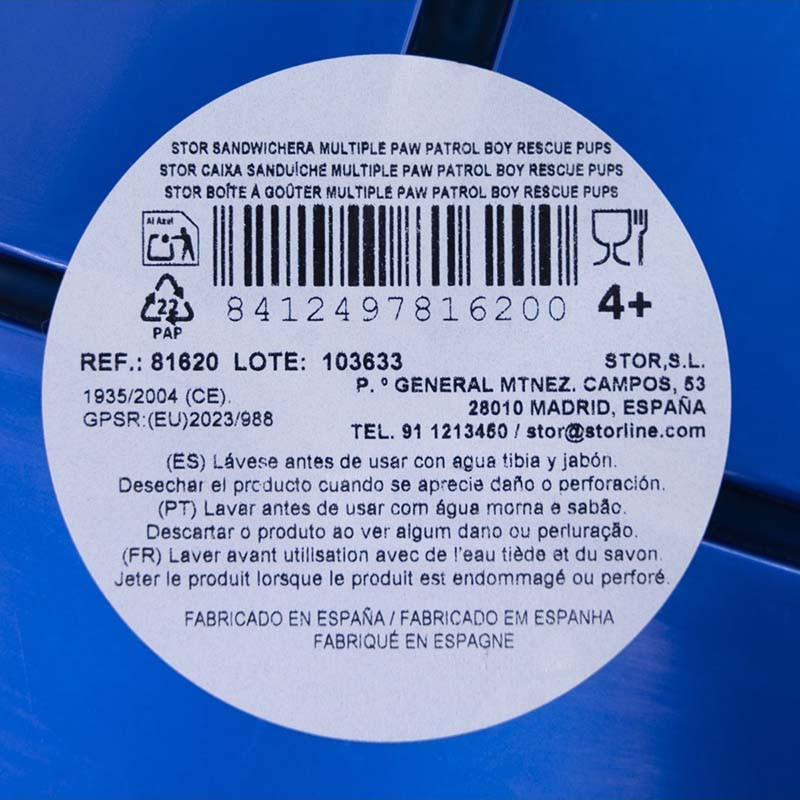 STOR SANDWICHERA MULTIPLE PAW PATROL BOY RESCUE PUPS
STOR CAIXA SANDUÍCHE MULTIPLE PAW PATROL BOY RESCUE PUPS
STOR BOÎTE À GOÛTER MULTIPLE PAW PATROL BOY RESCUE PUPS
Al Azul
8412497816200
22
PAP
4+
REF.: 81620 LOTE: 103633
1935/2004 (CE).
GPSR:(EU)2023/988
STOR,S.L.
P. º GENERAL MTNEZ. CAMPOS, 53
28010 MADRID, ESPAÑA
TEL. 91 1213460 / stor@storline.com
(ES) Lávese antes de usar con agua tibia y jabón.
Desechar el producto cuando se aprecie daño o perforación.
(PT) Lavar antes de usar com água morna e sabão.
Descartar o produto ao ver algum dano ou perluração.
(FR) Laver avant utilisation avec de l'eau tiède et du savon.
Jeter le produit lorsque le produit est endommagé ou perforé.
FABRICADO EN ESPAÑA / FABRICADO EM ESPANHA
FABRIQUÉ EN ESPAGNE